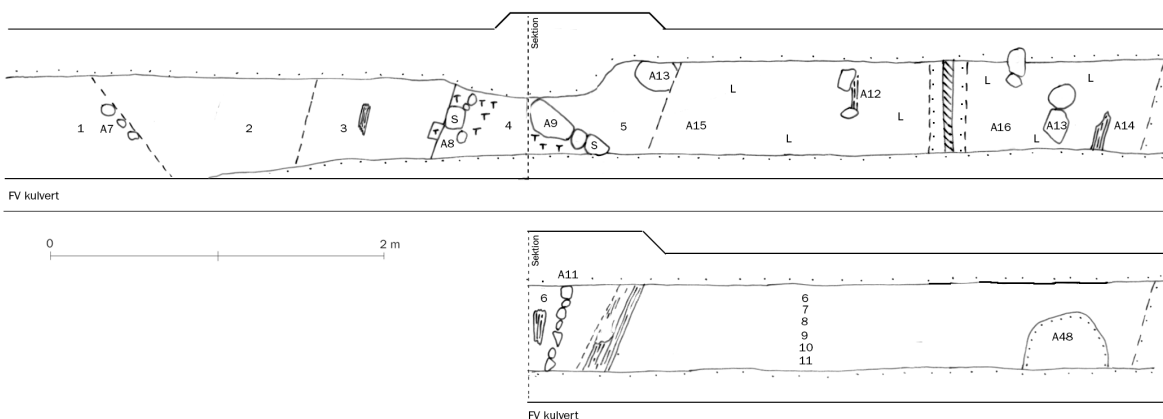 Sektion
1 A7 2 3 A8 S T T T T T T T 4 A9 T T T T S 5 A13 A15 L L A12 L L A16 L A13 L A14
FV kulvert
0 2 m
Sektion
A11
6
6
7
8
9
10
11
A48
FV kulvert